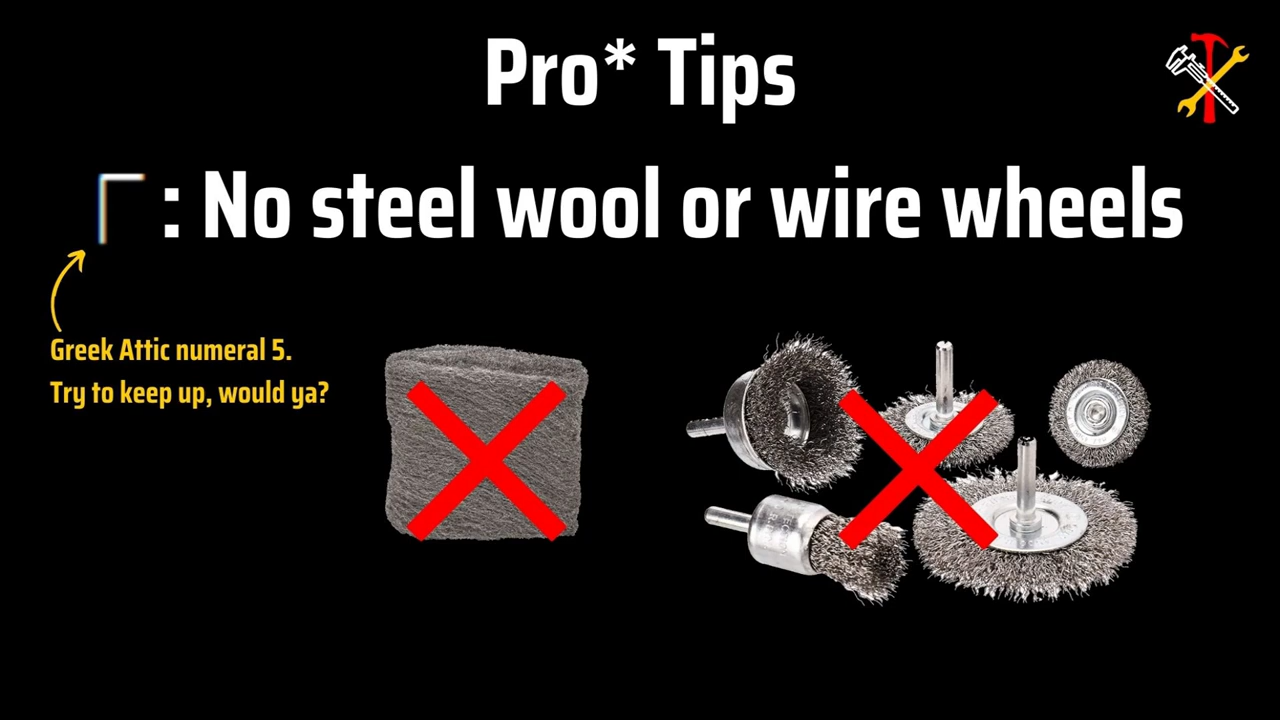 Pro* Tips
𐅃 : No steel wool or wire wheels
Greek Attic numeral 5.
Try to keep up, would ya?